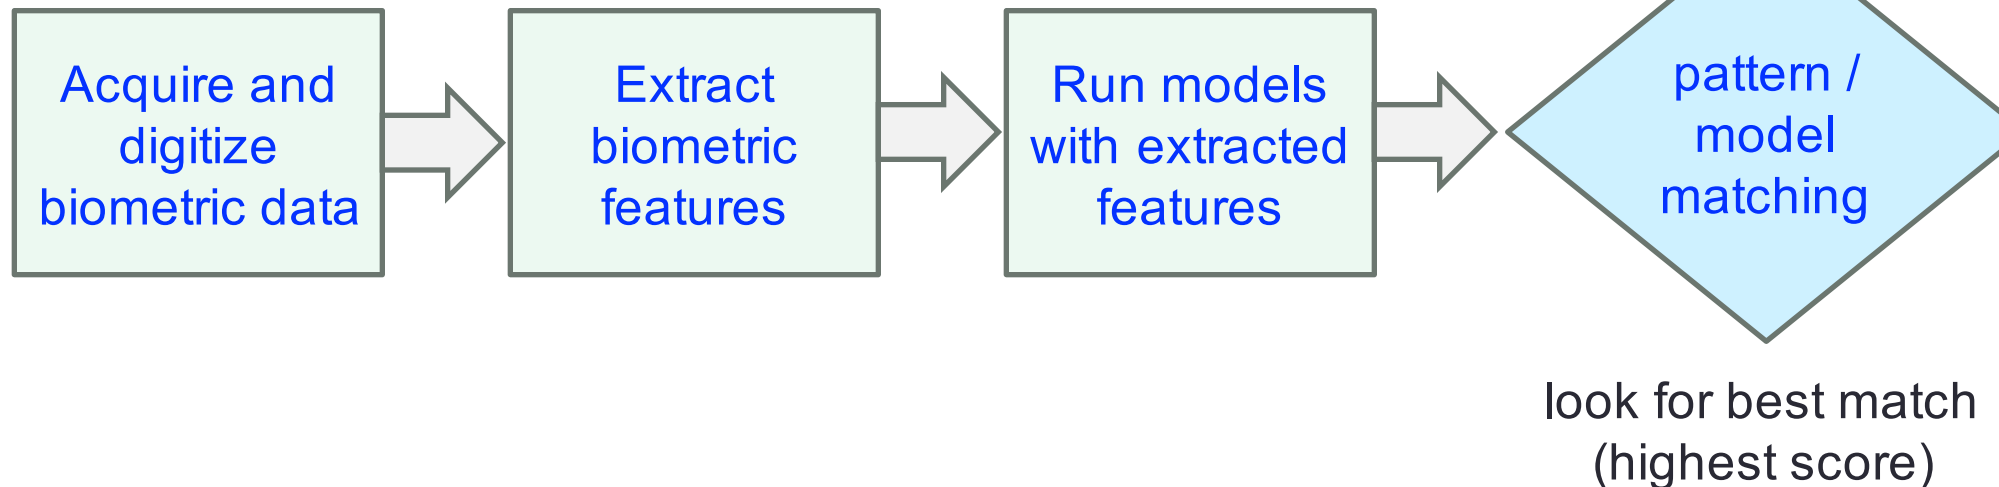 Acquire and
digitize
biometric data
Extract
biometric
features
Run models
with extracted
features
pattern /
model
matching
look for best match
(highest score)